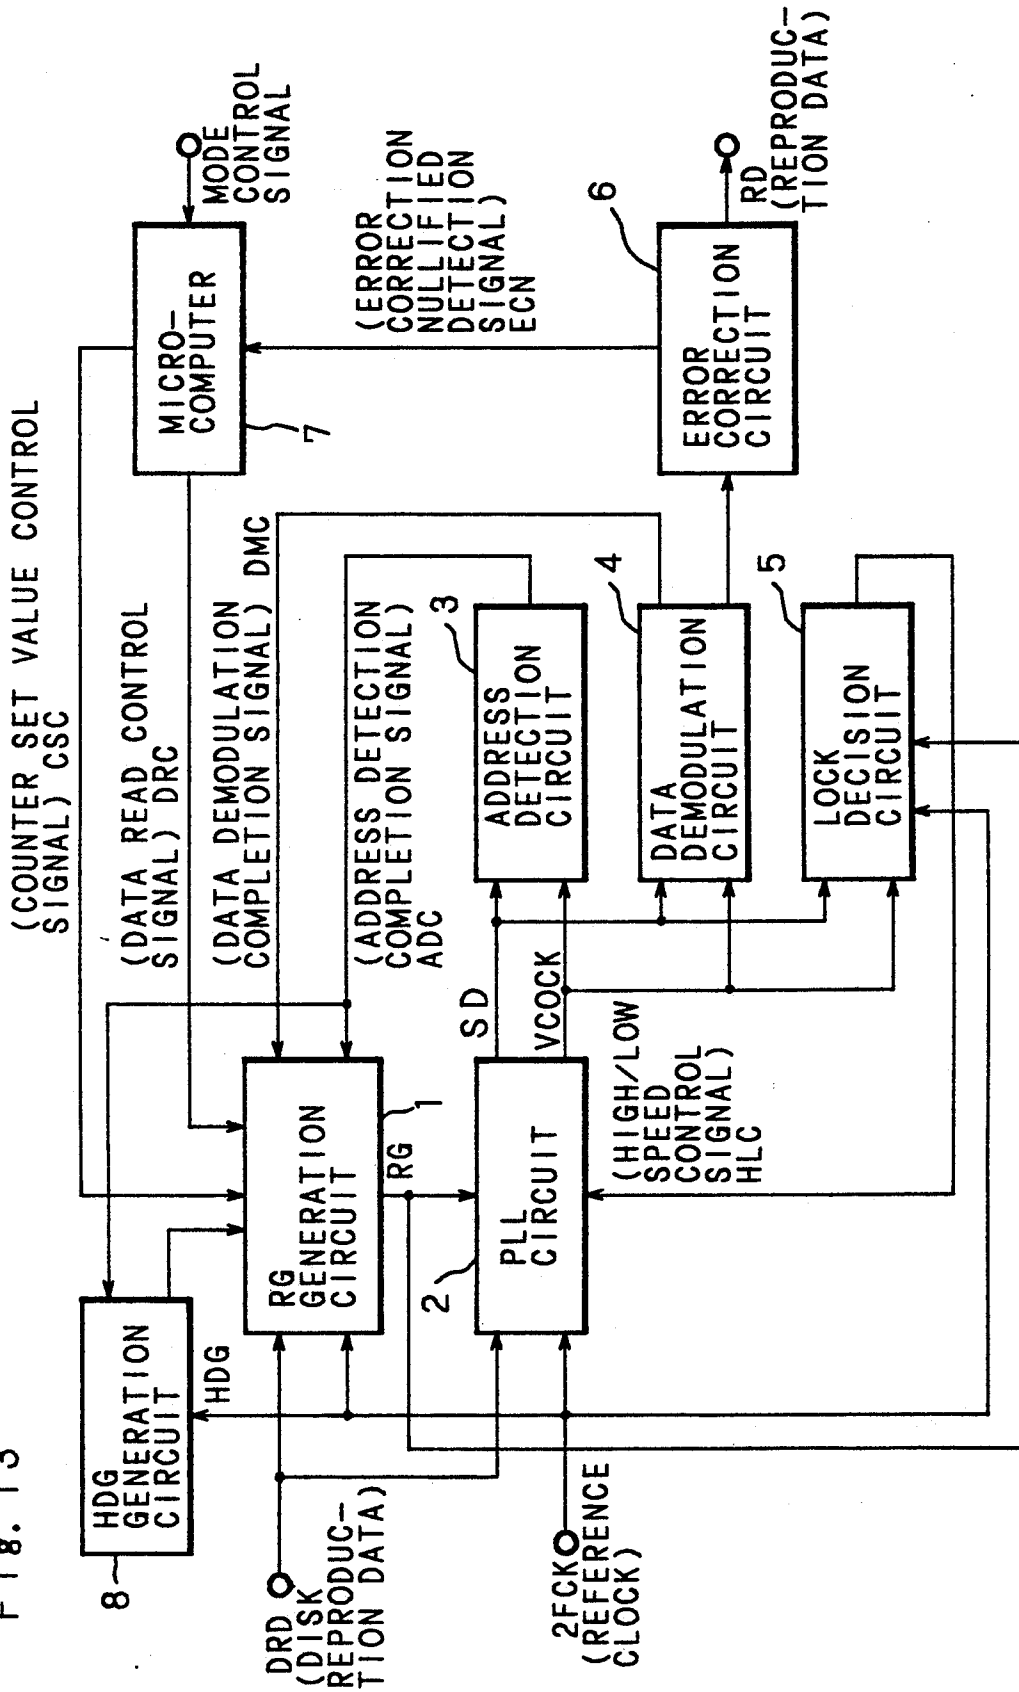 Fig. 13
(COUNTER SET VALUE CONTROL
SIGNAL) CSC
(DATA READ CONTROL
SIGNAL) DRC
(DATA DEMODULATION
COMPLETION SIGNAL) DMC
(ADDRESS DETECTION
COMPLETION SIGNAL)
ADC
8
HDG
GENERATION
CIRCUIT
HDG
MICRO-
COMPUTER
7
MODE
CONTROL
SIGNAL
RG
GENERATION
CIRCUIT
1
RG
(ERROR
CORRECTION
NULLIFIED
DETECTION
SIGNAL)
ECN
DRD
(DISK
REPRODUC-
TION DATA)
2
PLL
CIRCUIT
SD
VCOCK
3
ADDRESS
DETECTION
CIRCUIT
2FCK
(REFERENCE
CLOCK)
(HIGH/LOW
SPEED
CONTROL
SIGNAL)
HLC
4
DATA
DEMODULATION
CIRCUIT
6
ERROR
CORRECTION
CIRCUIT
RD
(REPRODUC-
TION DATA)
5
LOCK
DECISION
CIRCUIT